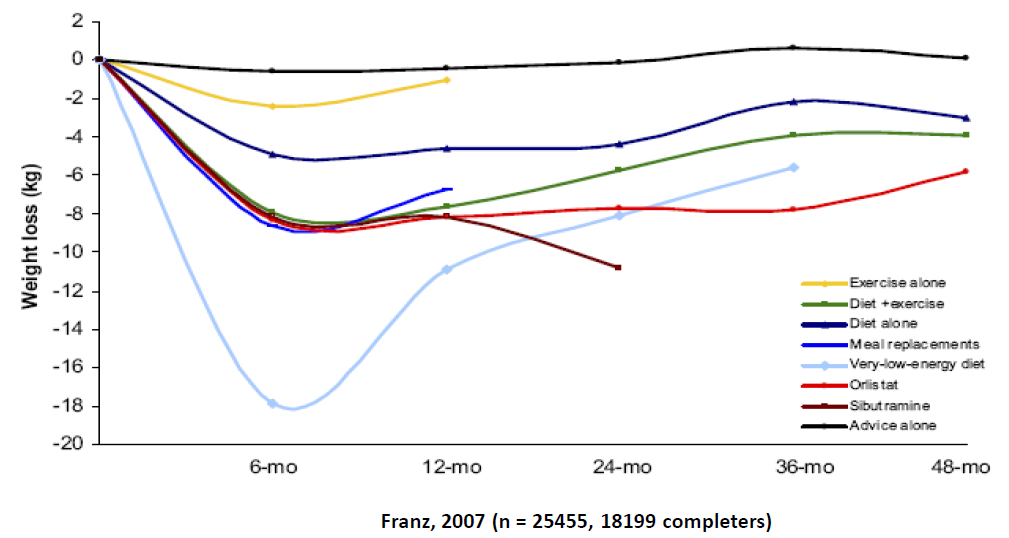 2
0
-2
-4
-6
-8
-10
-12
-14
-16
-18
-20
Weight loss (kg)
Exercise alone
Diet +exercise
Diet alone
Meal replacements
Very-low-energy diet
Orlistat
Sibutramine
Advice alone
6-mo 12-mo 24-mo 36-mo 48-mo
Franz, 2007 (n = 25455, 18199 completers)